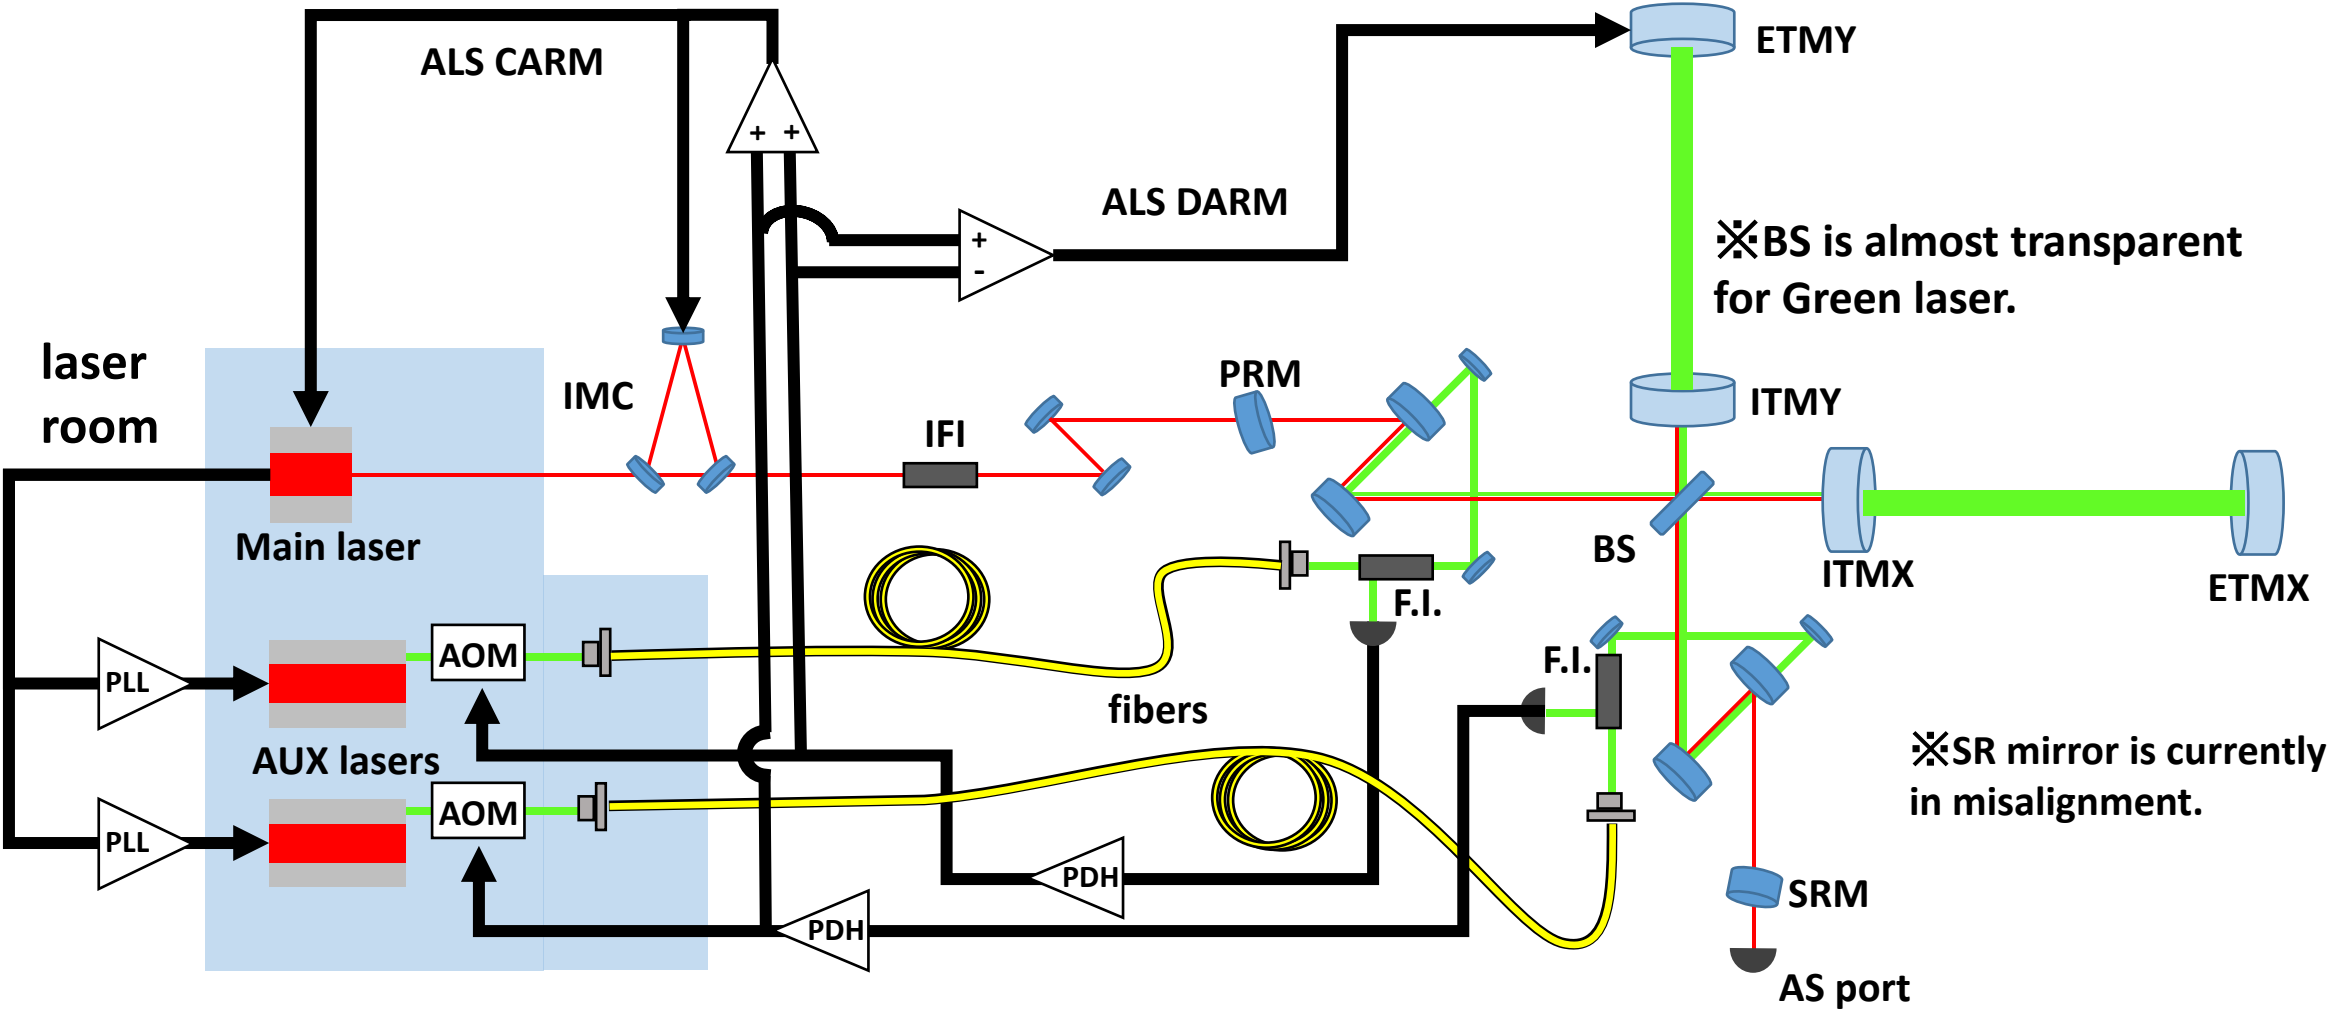 ALS CARM
ETMY
+ +
ALS DARM
+
-
※BS is almost transparent
for Green laser.
laser
room
IMC
PRM
ITMY
IFI
Main laser
BS
ITMX
ETMX
F.I.
AOM
PLL
F.I.
fibers
AUX lasers
※SR mirror is currently
in misalignment.
AOM
PLL
PDH
SRM
PDH
AS port